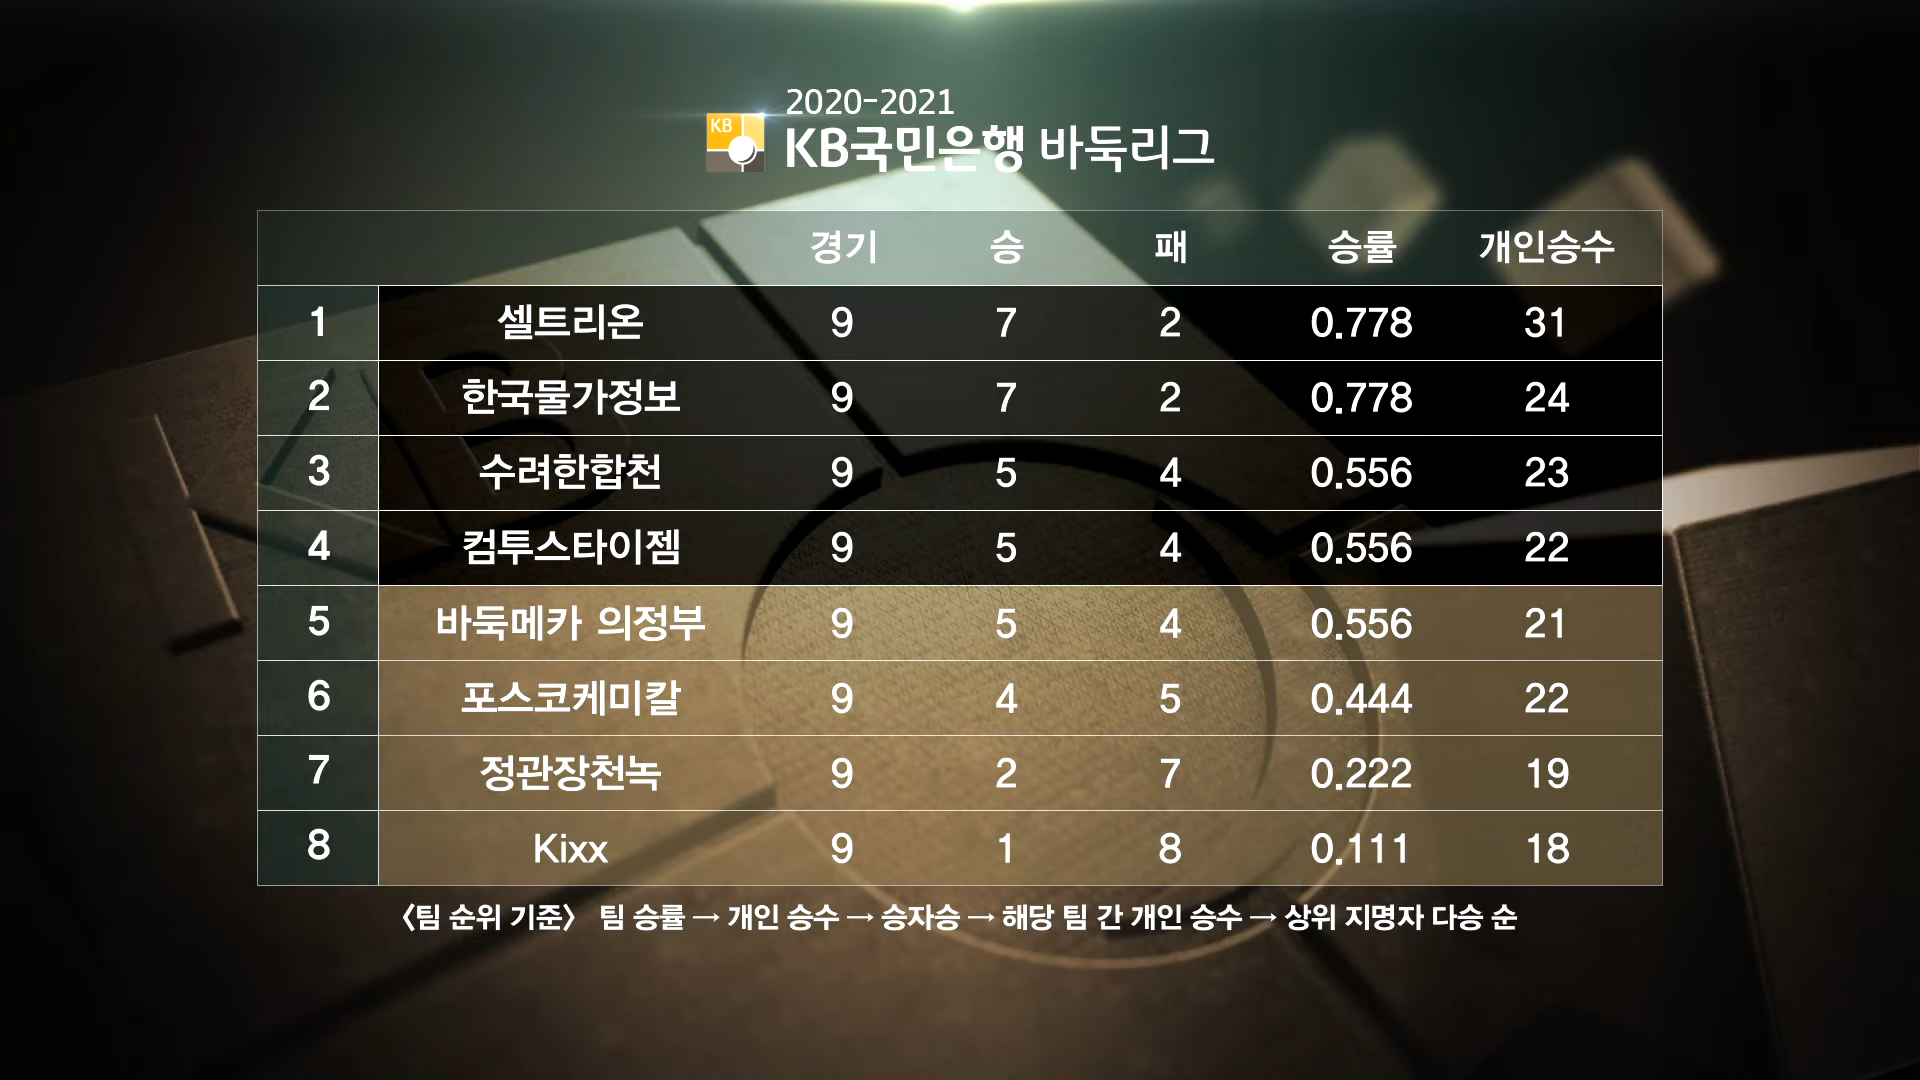 2020-2021
KB
KB국민은행 바둑리그
경기 승 패 승률 개인승수
1 셀트리온 9 7 2 0.778 31
2 한국물가정보 9 7 2 0.778 24
3 수려한합천 9 5 4 0.556 23
4 컴투스타이젬 9 5 4 0.556 22
5 바둑메카 의정부 9 5 4 0.556 21
6 포스코케미칼 9 4 5 0.444 22
7 정관장천녹 9 2 7 0.222 19
8 Kixx 9 1 8 0.111 18
〈팀 순위 기준〉 팀 승률 → 개인 승수 → 승자승 → 해당 팀 간 개인 승수 → 상위 지명자 다승 순